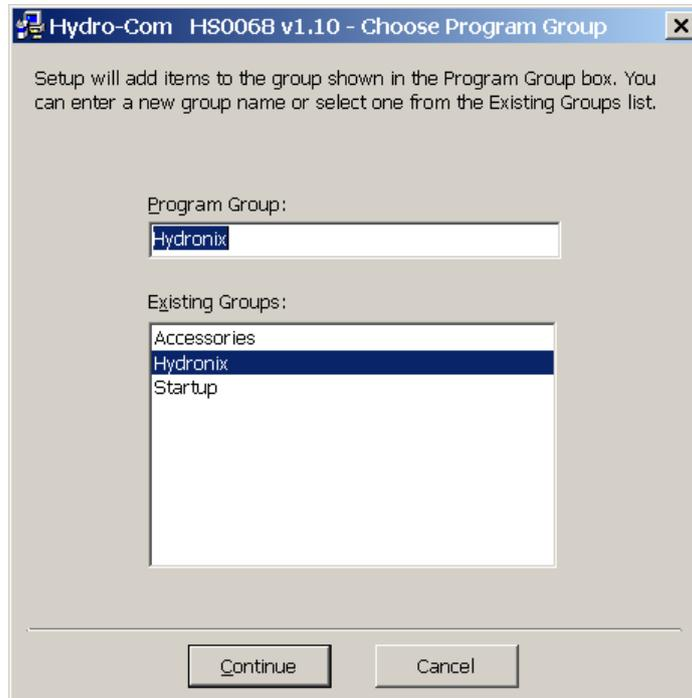 Hydro-Com HS0068 v1.10 - Choose Program Group
Setup will add items to the group shown in the Program Group box. You
can enter a new group name or select one from the Existing Groups list.
Program Group:
Hydronix
Existing Groups:
Accessories
Hydronix
Startup
Continue
Cancel